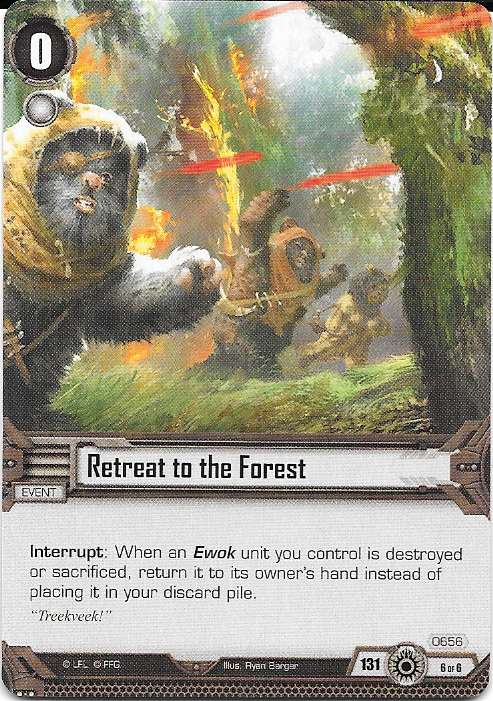 0
Retreat to the Forest
EVENT
Interrupt: When an Ewok unit you control is destroyed
or sacrificed, return it to its owner's hand instead of
placing it in your discard pile.
“Treekveek!”
0656
© LFL © FFG
Illus. Ryan Barger
131
6 OF 6